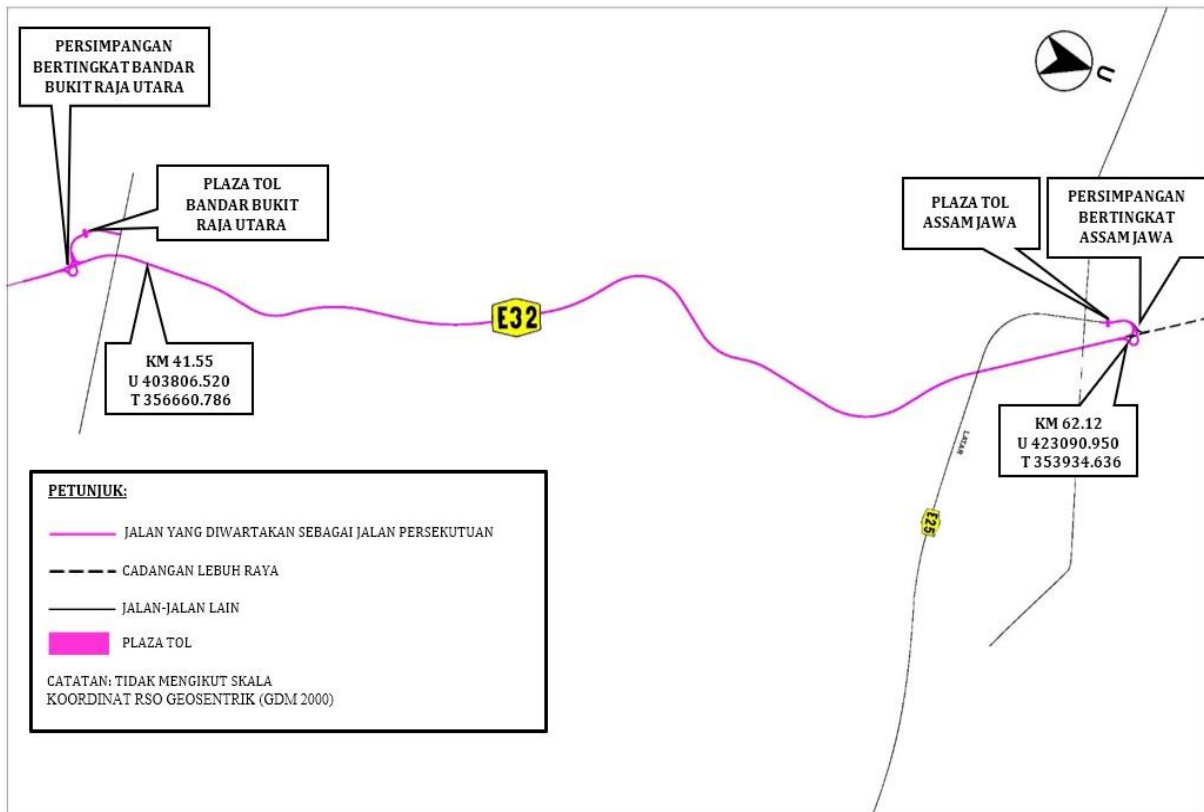 PERSIMPANGAN
BERTINGKAT BANDAR
BUKIT RAJA UTARA
U
PLAZA TOL
BANDAR BUKIT
RAJA UTARA
PLAZA TOL
ASSAM JAWA
PERSIMPANGAN
BERTINGKAT
ASSAM JAWA
E32
KM 41.55
U 403806.520
T 356660.786
KM 62.12
U 423090.950
T 353934.636
LATAR
E25
PETUNJUK:
JALAN YANG DIWARTAKAN SEBAGAI JALAN PERSEKUTUAN
CADANGAN LEBUH RAYA
JALAN-JALAN LAIN
PLAZA TOL
CATATAN: TIDAK MENGIKUT SKALA
KOORDINAT RSO GEOSENTRIK (GDM 2000)